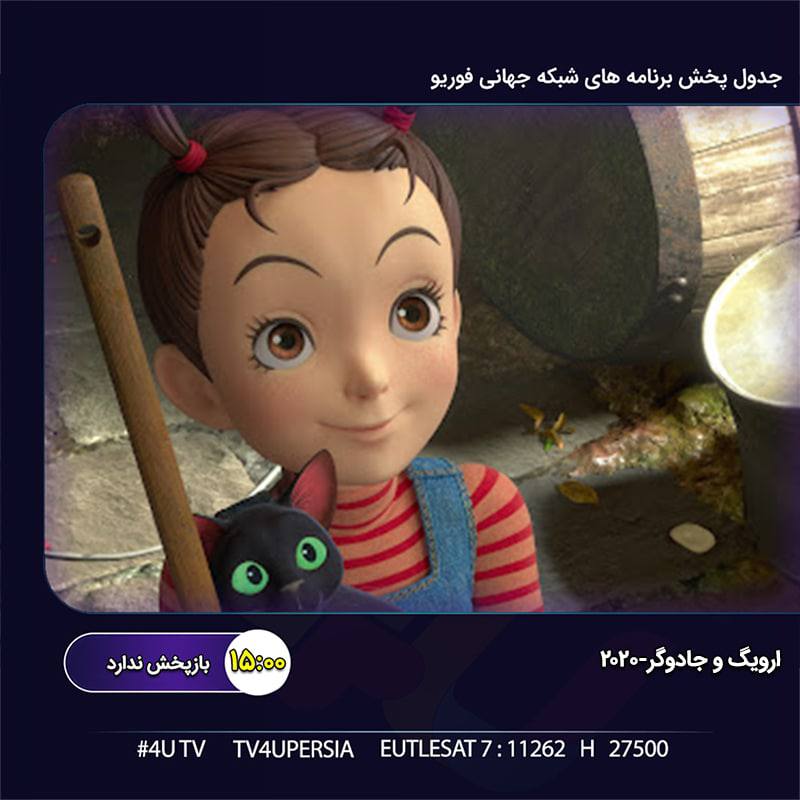 جدول پخش برنامه های شبکه جهانی فوریو
ارویگ و جادوگر-۲۰۲۰
۱۵:۰۰ بازپخش ندارد
#4U TV TV4UPERSIA EUTLESAT 7 : 11262 H 27500